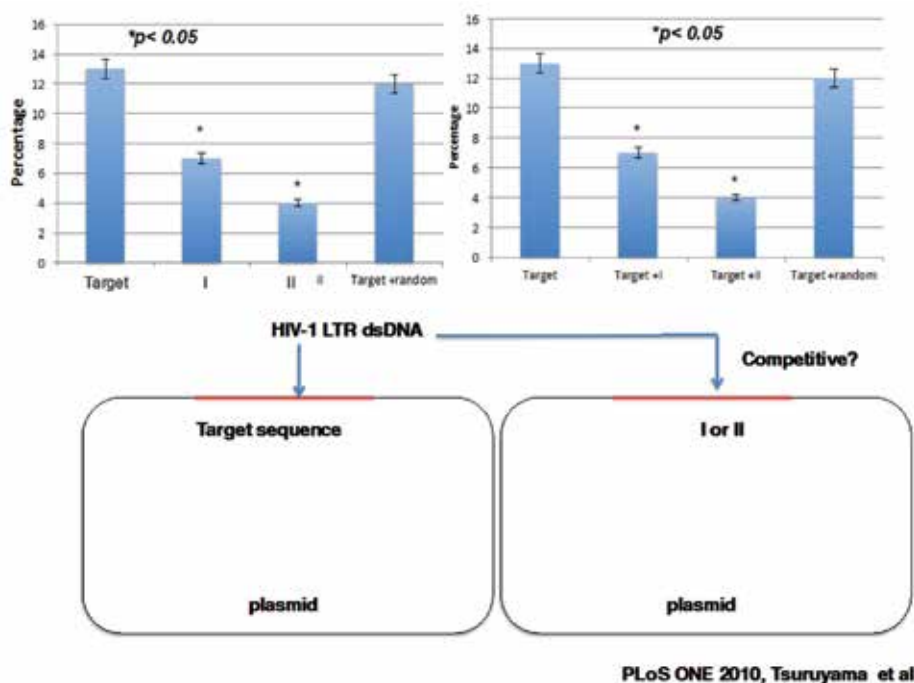 *p< 0.05
Percentage
16
14
12
10
8
6
4
2
0
*
*
Target
I
II
II
Target +random
*p< 0.05
Percentage
16
14
12
10
8
6
4
2
0
*
*
Target
Target +I
Target +II
Target +random
HIV-1 LTR dsDNA
Competitive?
Target sequence
I or II
plasmid
plasmid
PLoS ONE 2010, Tsuruyama et al